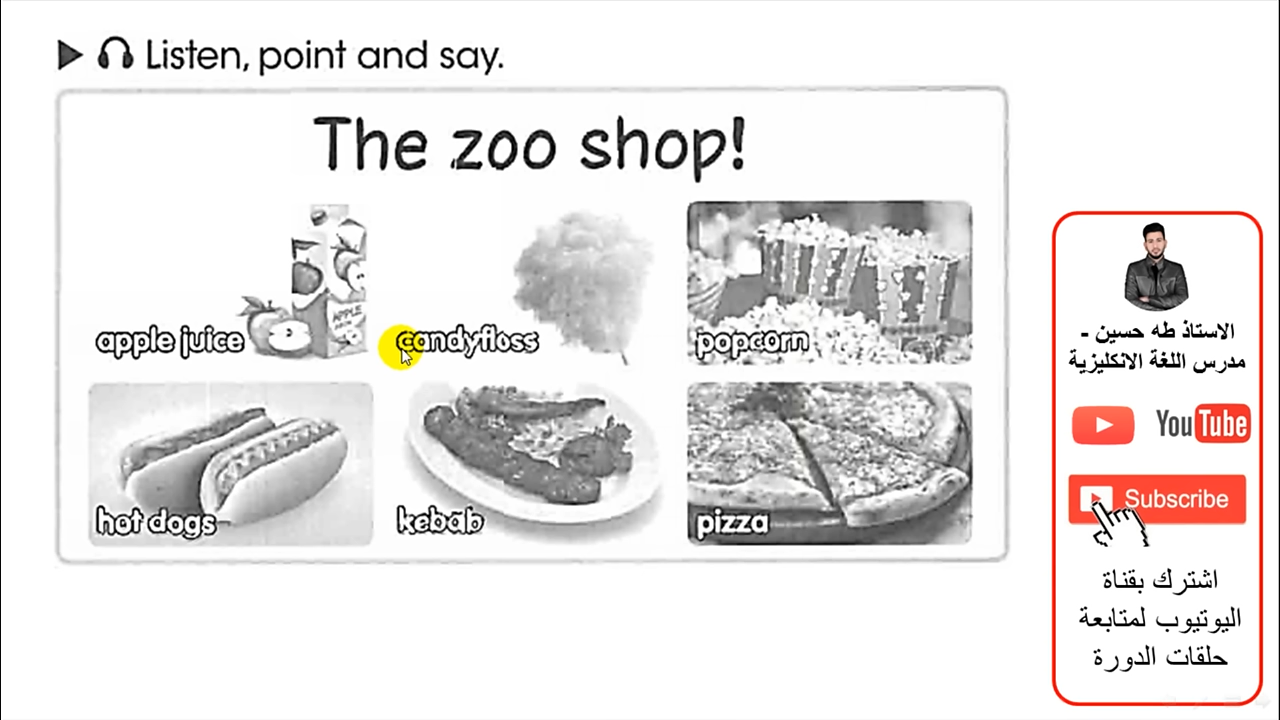 Listen, point and say.
The zoo shop!
apple juice
candyfloss
popcorn
hot dogs
kebab
pizza
الاستاذ طه حسين -
مدرس اللغة الانكليزية
YouTube
Subscribe
اشترك بقناة
اليوتيوب لمتابعة
حلقات الدورة